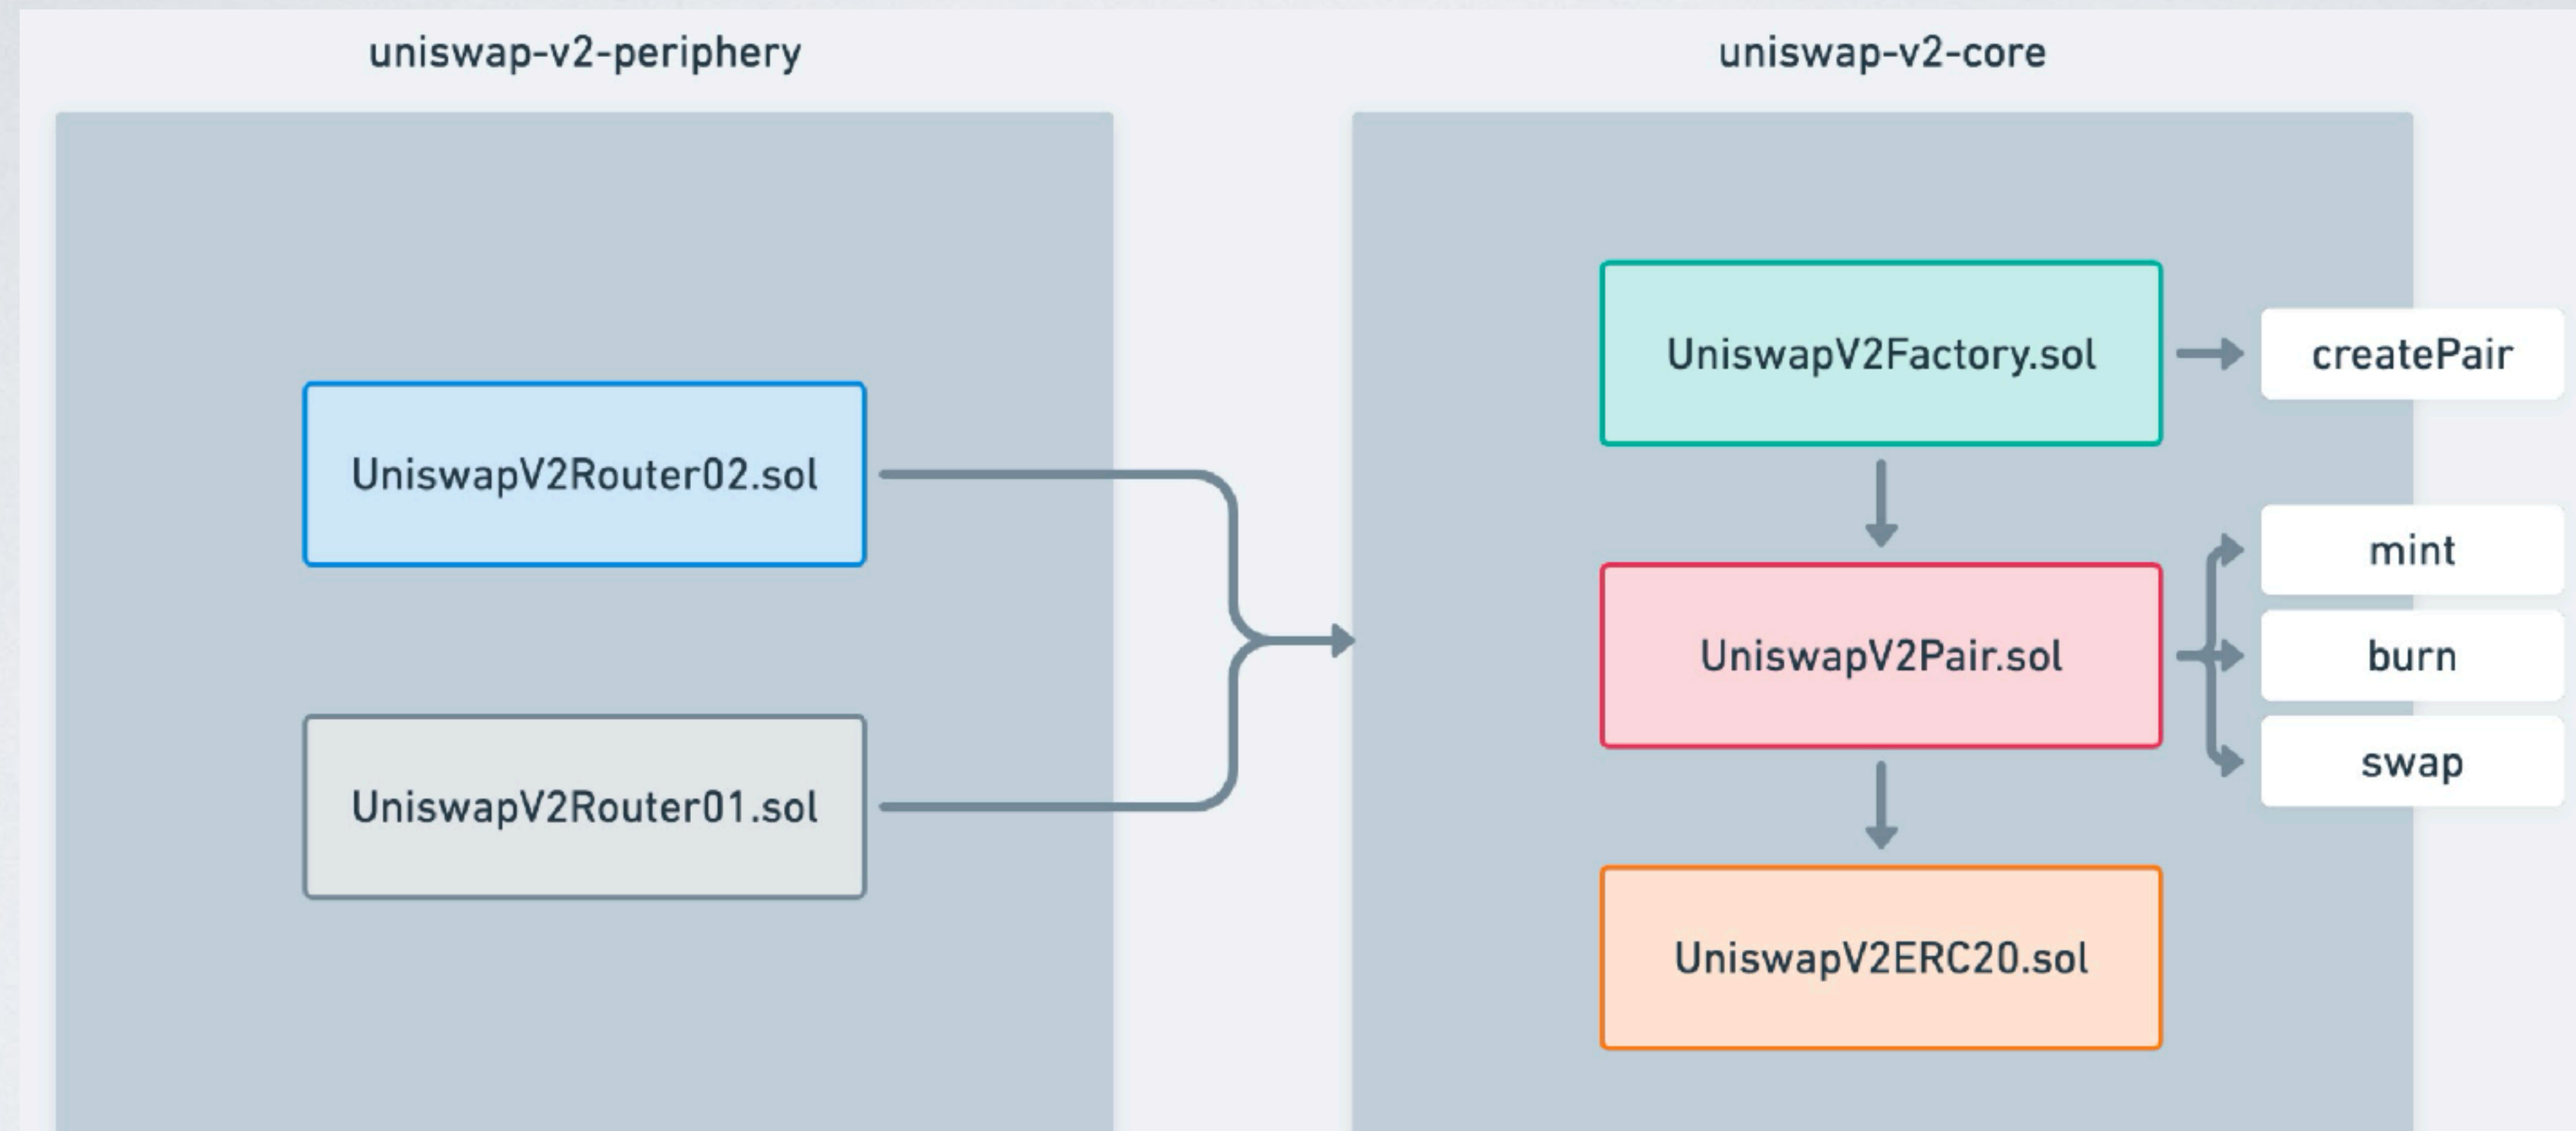 uniswap-v2-periphery
UniswapV2Router02.sol
UniswapV2Router01.sol
uniswap-v2-core
UniswapV2Factory.sol
createPair
UniswapV2Pair.sol
mint
burn
swap
UniswapV2ERC20.sol